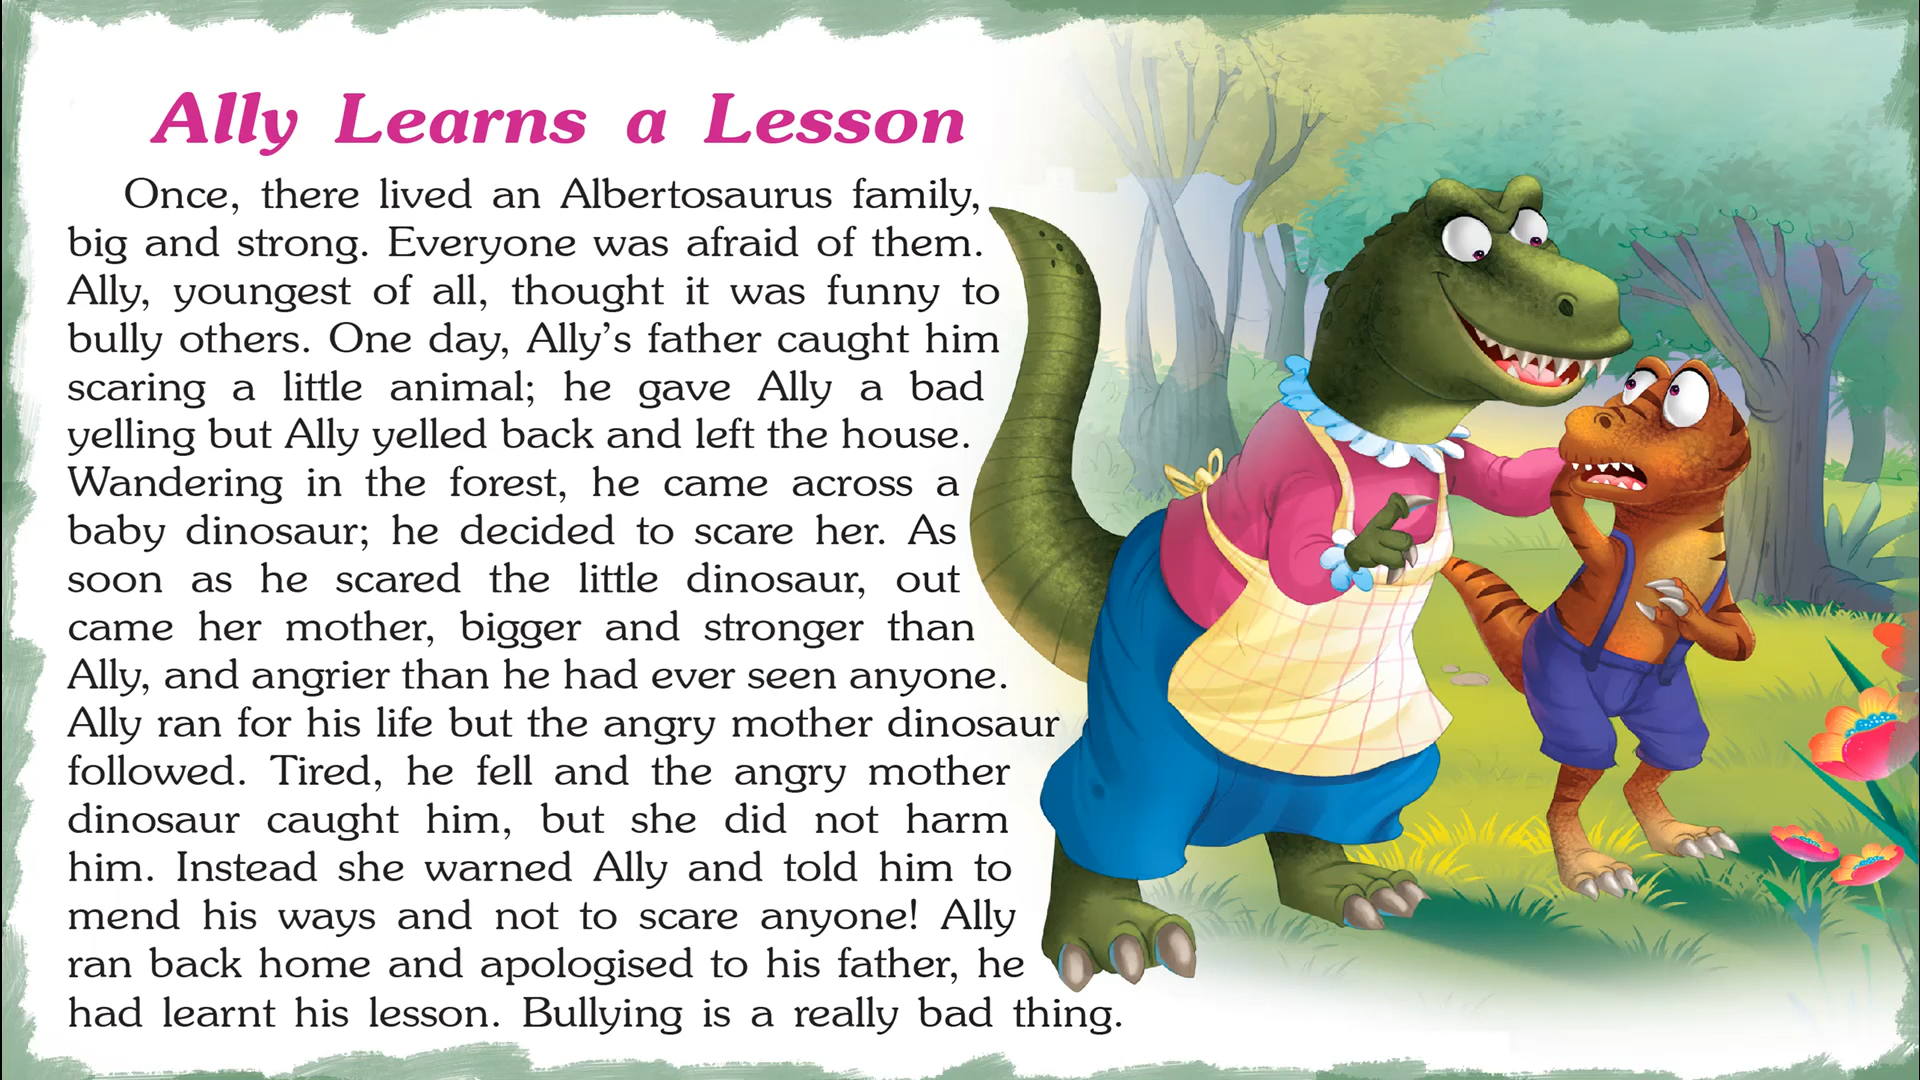 Ally Learns a Lesson
Once, there lived an Albertosaurus family,
big and strong. Everyone was afraid of them.
Ally, youngest of all, thought it was funny to
bully others. One day, Ally’s father caught him
scaring a little animal; he gave Ally a bad
yelling but Ally yelled back and left the house.
Wandering in the forest, he came across a
baby dinosaur; he decided to scare her. As
soon as he scared the little dinosaur, out
came her mother, bigger and stronger than
Ally, and angrier than he had ever seen anyone.
Ally ran for his life but the angry mother dinosaur
followed. Tired, he fell and the angry mother
dinosaur caught him, but she did not harm
him. Instead she warned Ally and told him to
mend his ways and not to scare anyone! Ally
ran back home and apologised to his father, he
had learnt his lesson. Bullying is a really bad thing.